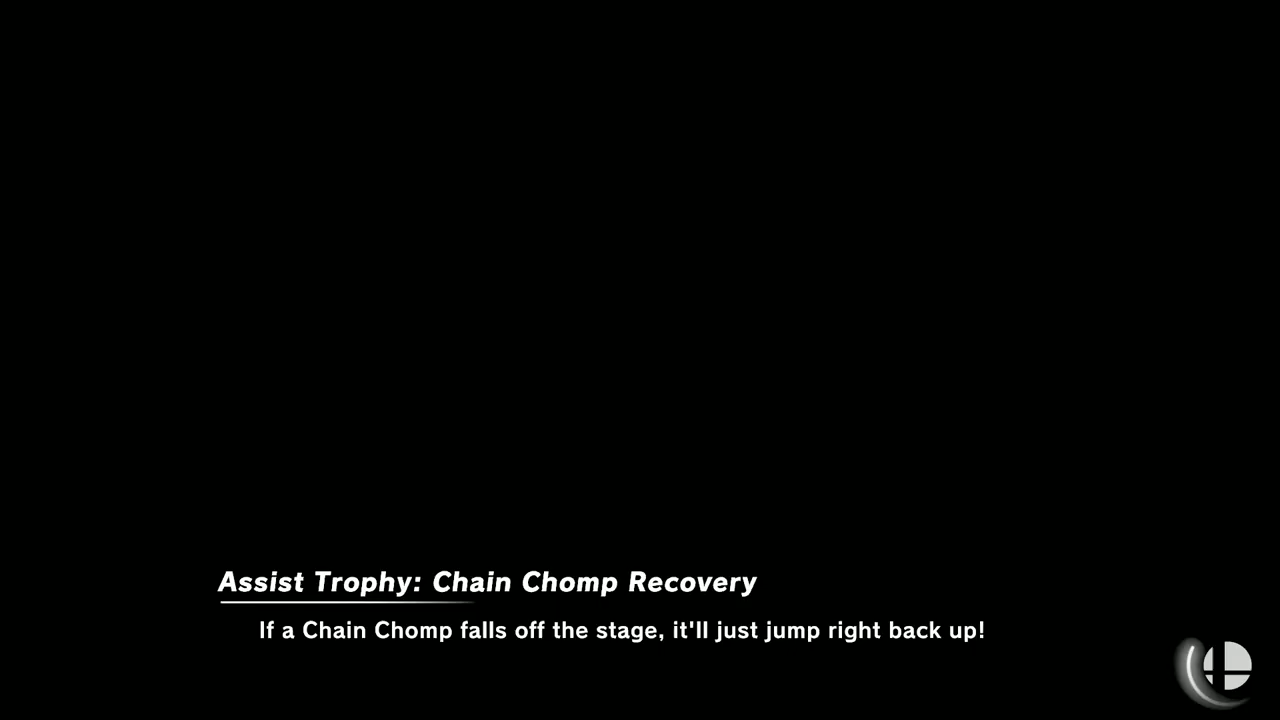 Assist Trophy: Chain Chomp Recovery
If a Chain Chomp falls off the stage, it'll just jump right back up!